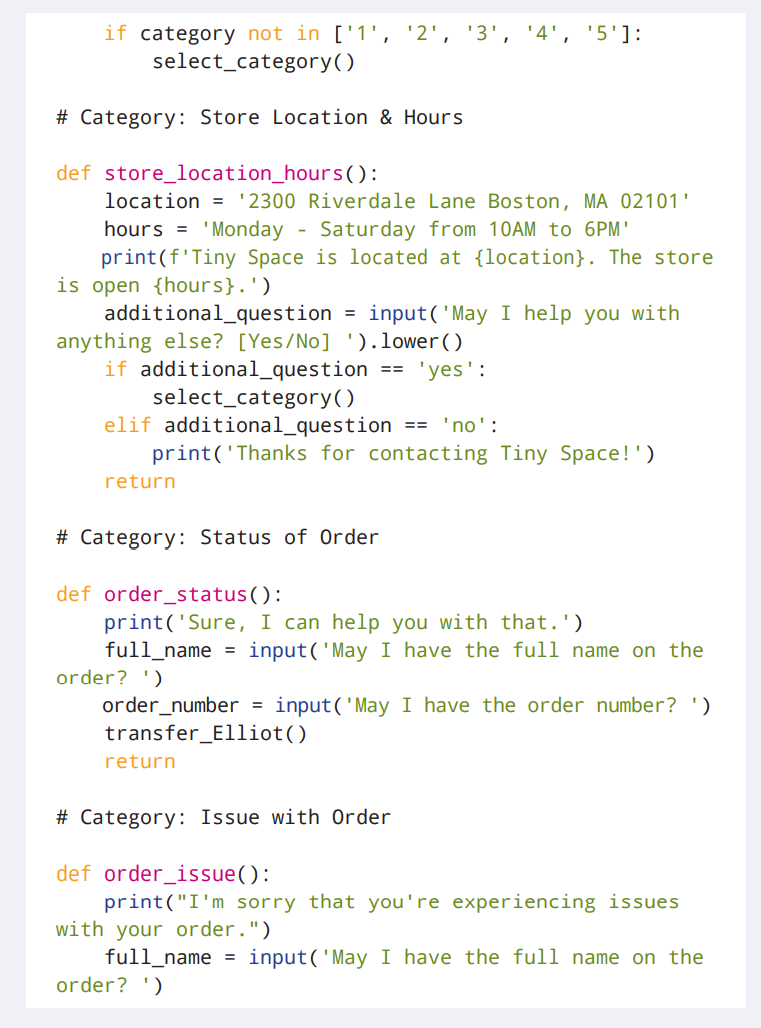 if category not in ['1', '2', '3', '4', '5']:
        select_category()

# Category: Store Location & Hours

def store_location_hours():
    location = '2300 Riverdale Lane Boston, MA 02101'
    hours = 'Monday - Saturday from 10AM to 6PM'
    print(f'Tiny Space is located at {location}. The store
is open {hours}.')
    additional_question = input('May I help you with
anything else? [Yes/No] ').lower()
    if additional_question == 'yes':
        select_category()
    elif additional_question == 'no':
        print('Thanks for contacting Tiny Space!')
    return

# Category: Status of Order

def order_status():
    print('Sure, I can help you with that.')
    full_name = input('May I have the full name on the
order? ')
    order_number = input('May I have the order number? ')
    transfer_Elliot()
    return

# Category: Issue with Order

def order_issue():
    print("I'm sorry that you're experiencing issues
with your order.")
    full_name = input('May I have the full name on the
order? ')